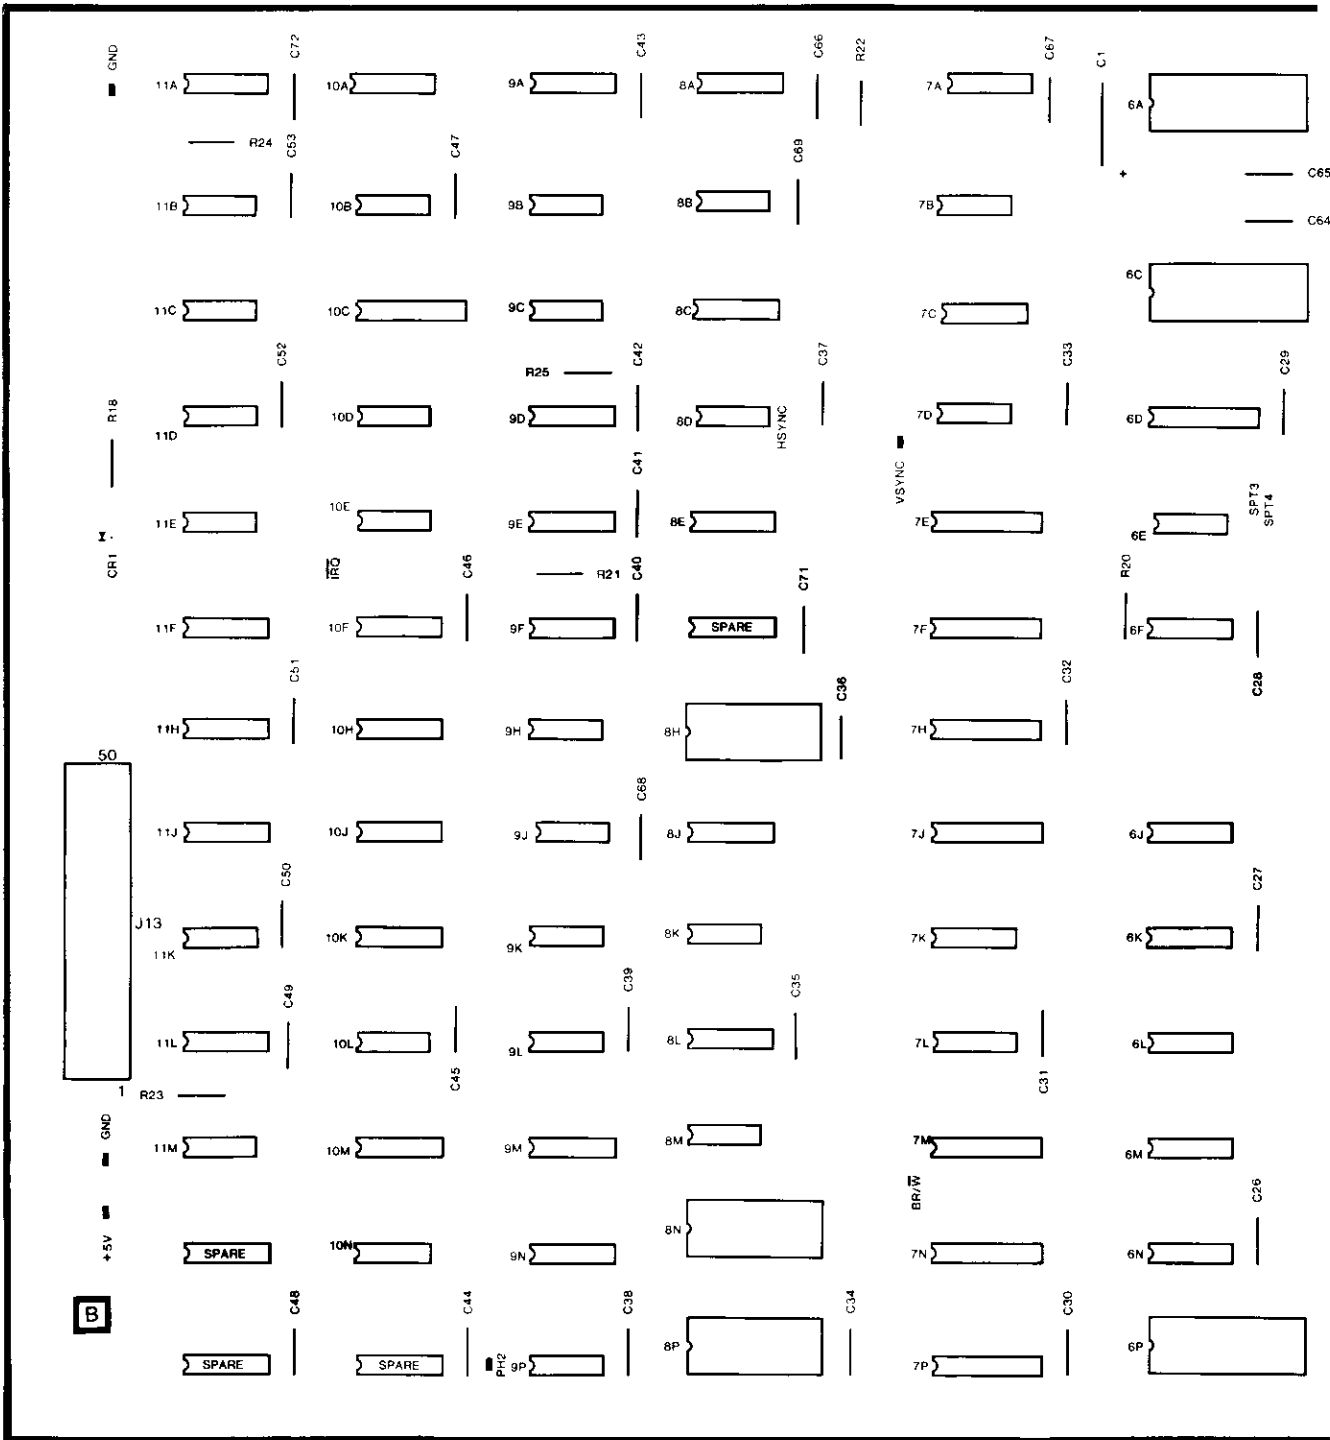 GND
C72
C43
C66
R22
C67
C1
11A
10A
9A
8A
7A
6A
R24
C53
C47
C69
+
C65
11B
10B
9B
8B
7B
C64
6C
11C
10C
9C
8C
7C
C52
R25
C42
C37
C33
C29
R18
11D
10D
9D
8D
HSYNC
7D
6D
VSYNC
C41
SPT3
SPT4
11E
10E
9E
8E
7E
6E
CR1
IRQ
C46
R21
C40
C71
R20
11F
10F
9F
SPARE
7F
6F
C51
C36
C32
C28
11H
10H
9H
8H
7H
50
C68
11J
10J
9J
8J
7J
6J
C50
C27
J13
11K
10K
9K
8K
7K
6K
C49
C39
C35
11L
10L
9L
8L
7L
6L
C45
C31
1
R23
GND
11M
10M
9M
8M
7M
6M
BR/W
C26
+5V
SPARE
10N
9N
8N
7N
6N
B
C48
C44
C38
C34
C30
SPARE
SPARE
PH2
9P
8P
7P
6P